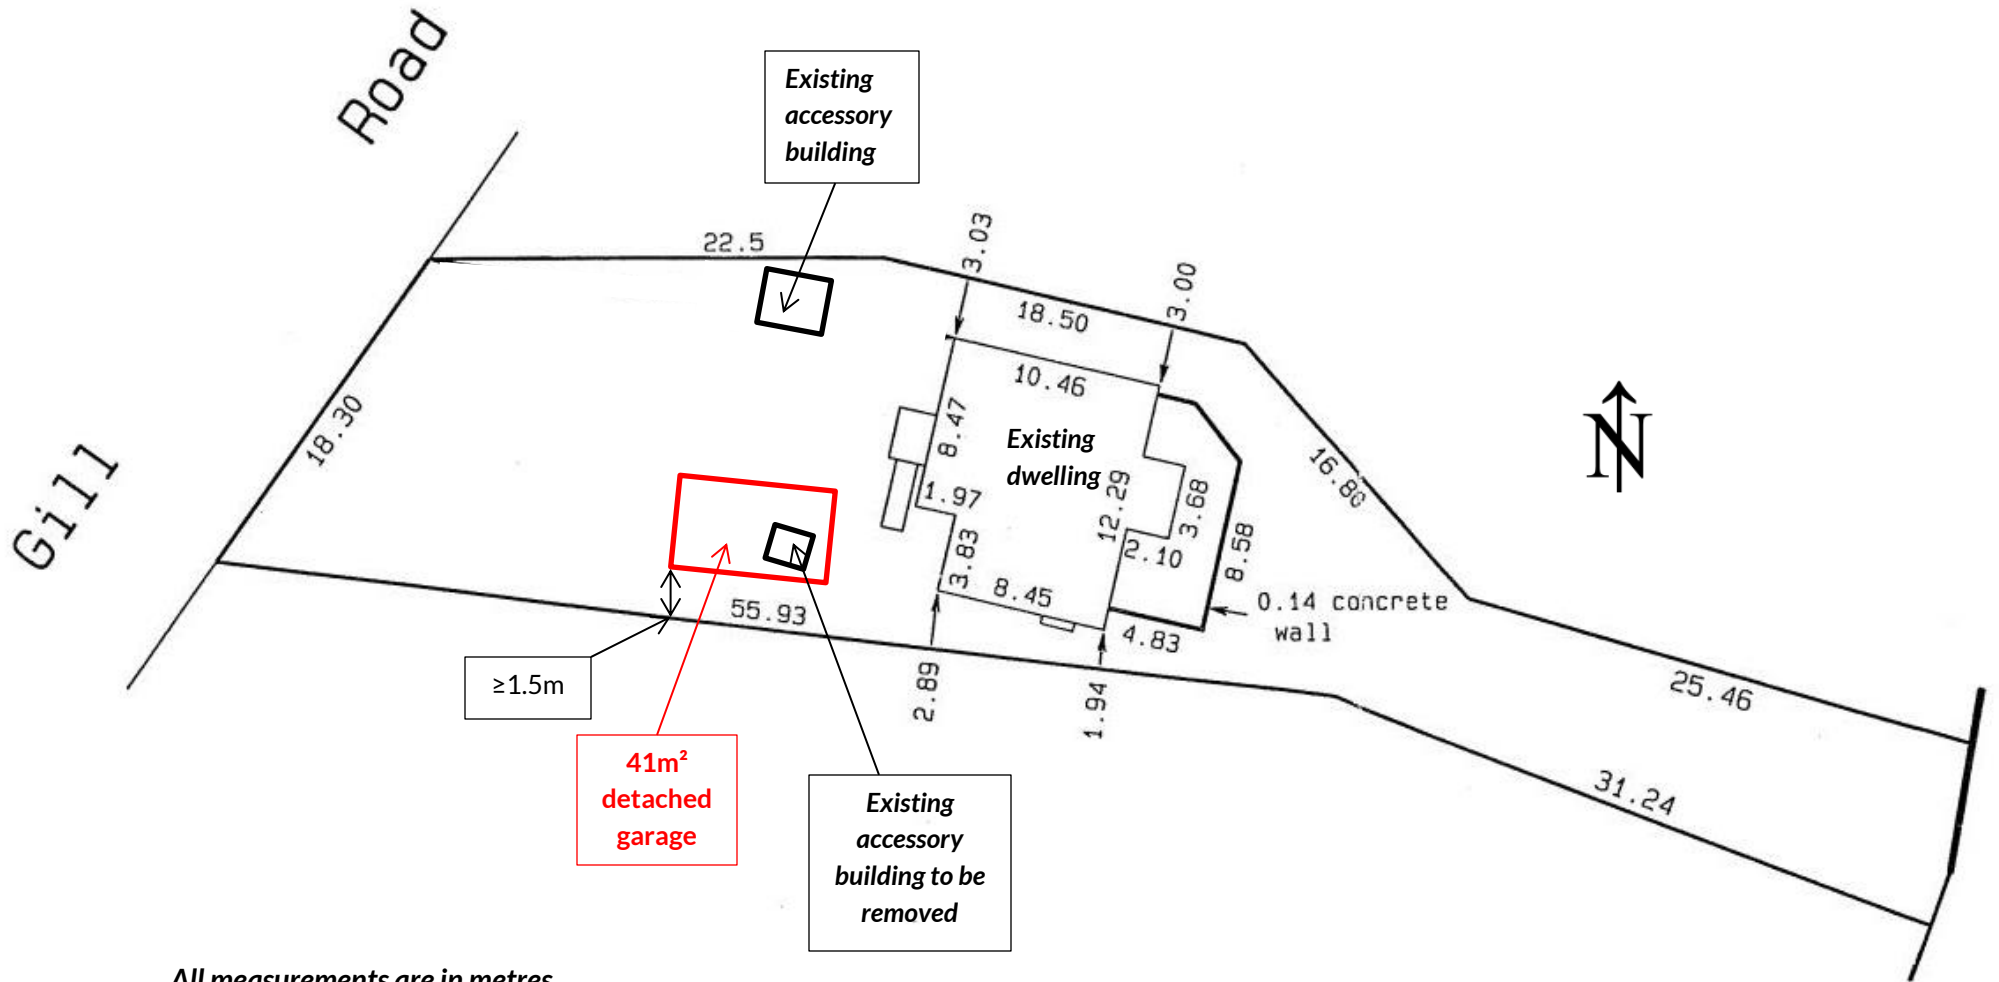 Gill Road
Existing
accessory
building
22.5
3.03
18.50
3.00
10.46
18.30
8.47
Existing
dwelling
16.80
N
1.97
12.29
3.68
3.83
2.10
8.58
8.45
55.93
0.14 concrete
wall
4.83
≥1.5m
2.89
1.94
25.46
31.24
41m²
detached
garage
Existing
accessory
building to be
removed
All measurements are in metres